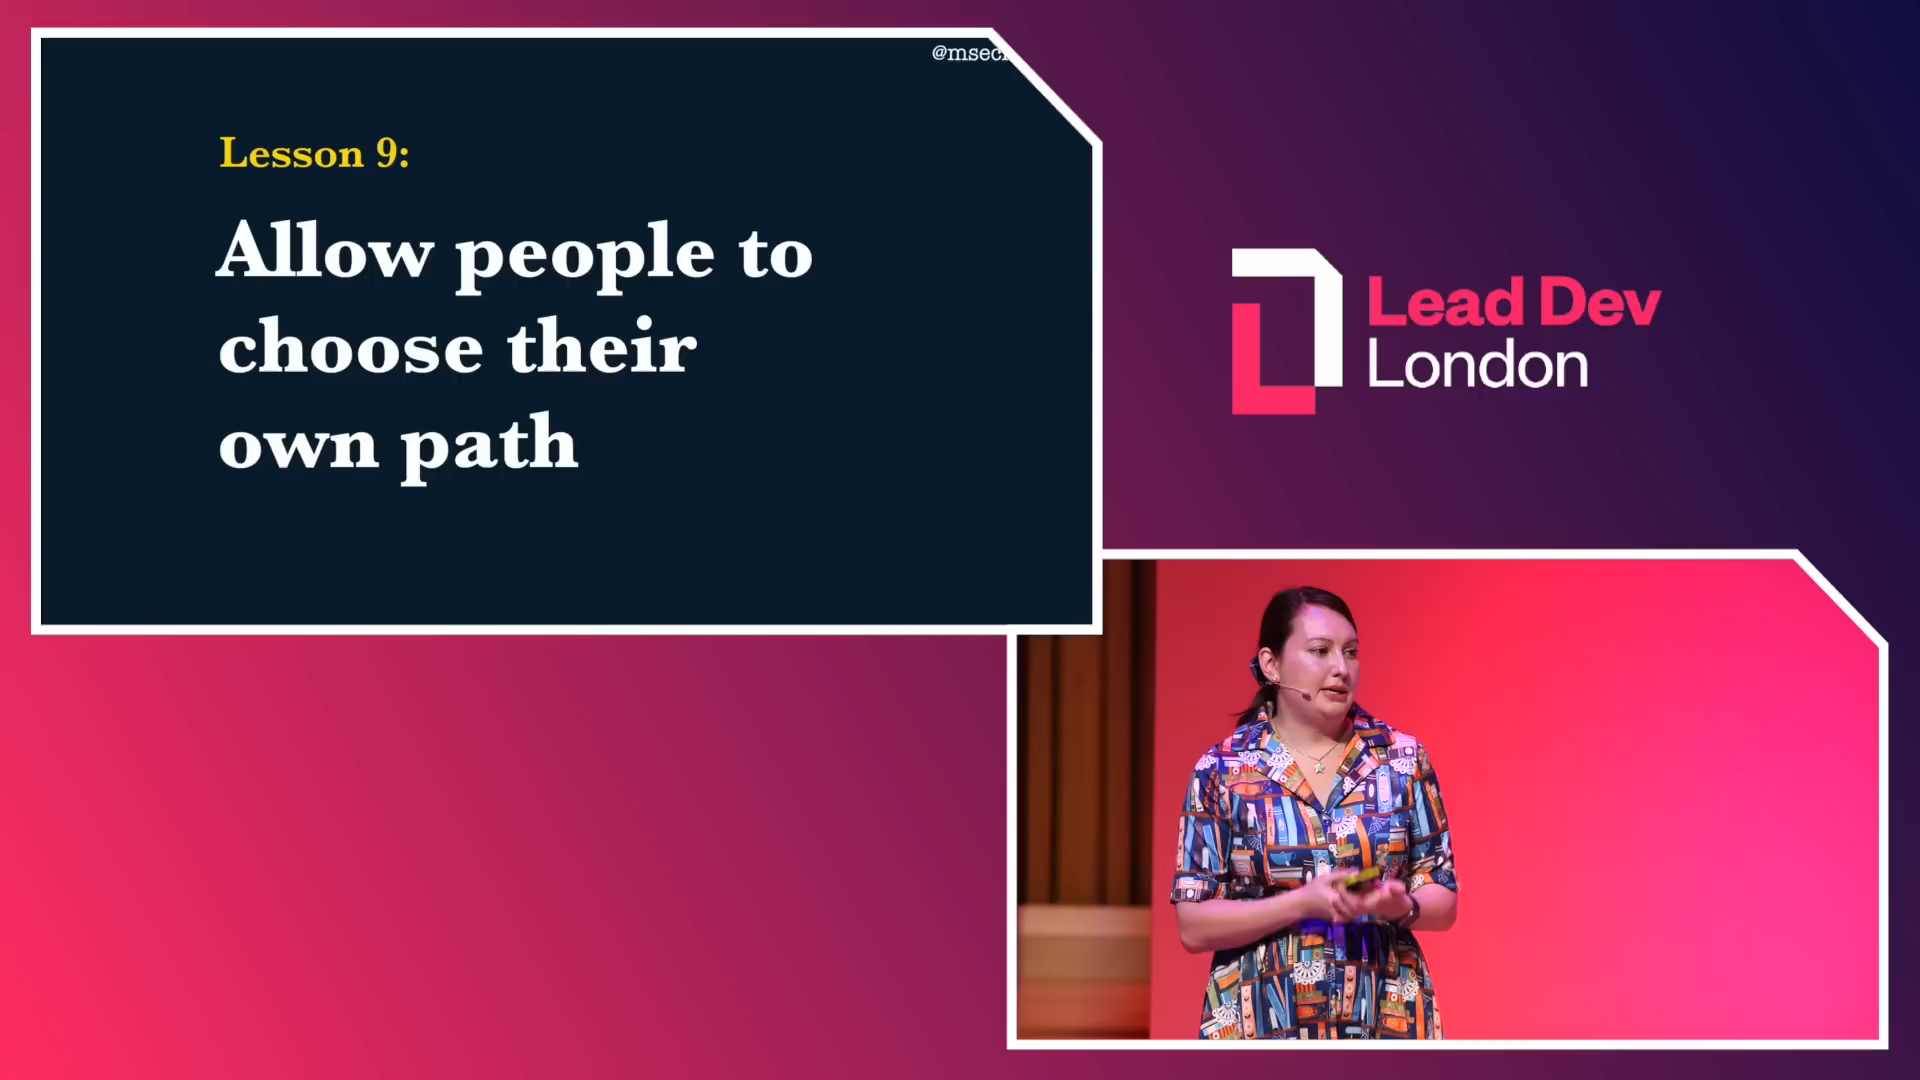 Lesson 9:
Allow people to
choose their
own path
Lead Dev
London